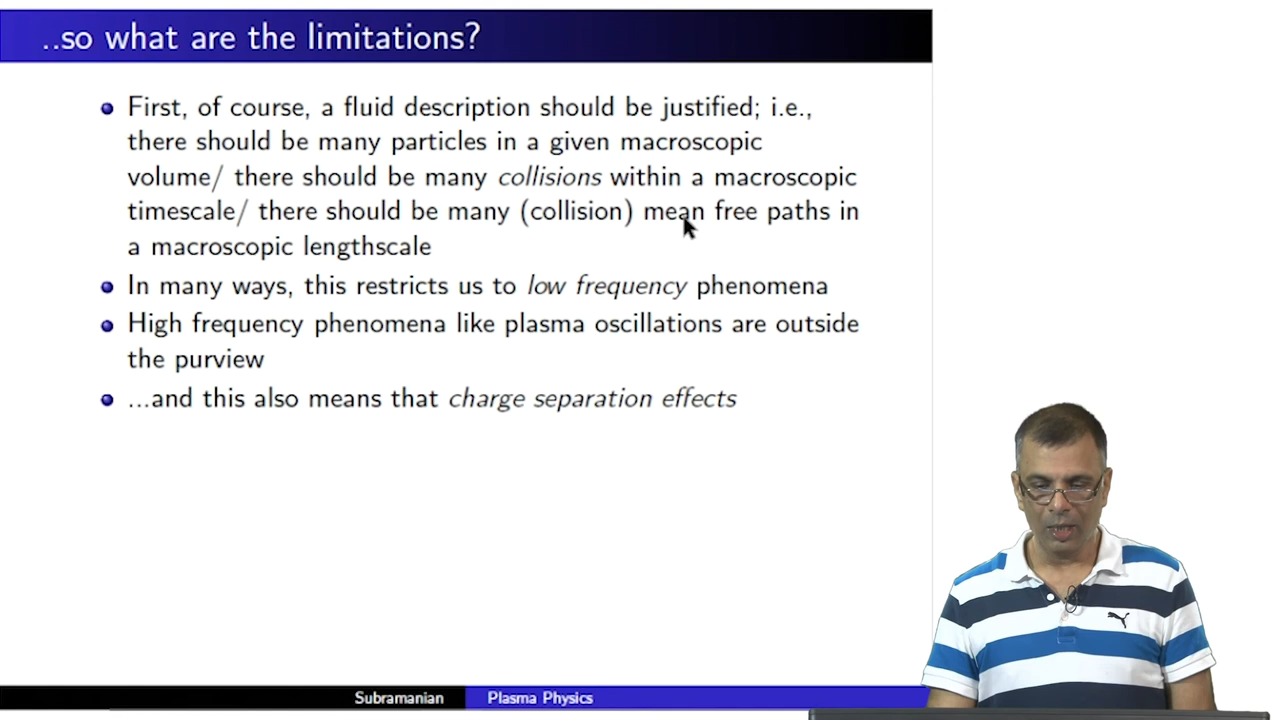 ..so what are the limitations?
First, of course, a fluid description should be justified; i.e.,
there should be many particles in a given macroscopic
volume/ there should be many collisions within a macroscopic
timescale/ there should be many (collision) mean free paths in
a macroscopic lengthscale
In many ways, this restricts us to low frequency phenomena
High frequency phenomena like plasma oscillations are outside
the purview
...and this also means that charge separation effects
Subramanian Plasma Physics